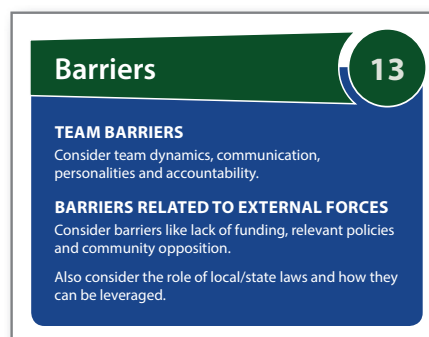 Barriers
13
TEAM BARRIERS
Consider team dynamics, communication,
personalities and accountability.
BARRIERS RELATED TO EXTERNAL FORCES
Consider barriers like lack of funding, relevant policies
and community opposition.
Also consider the role of local/state laws and how they
can be leveraged.